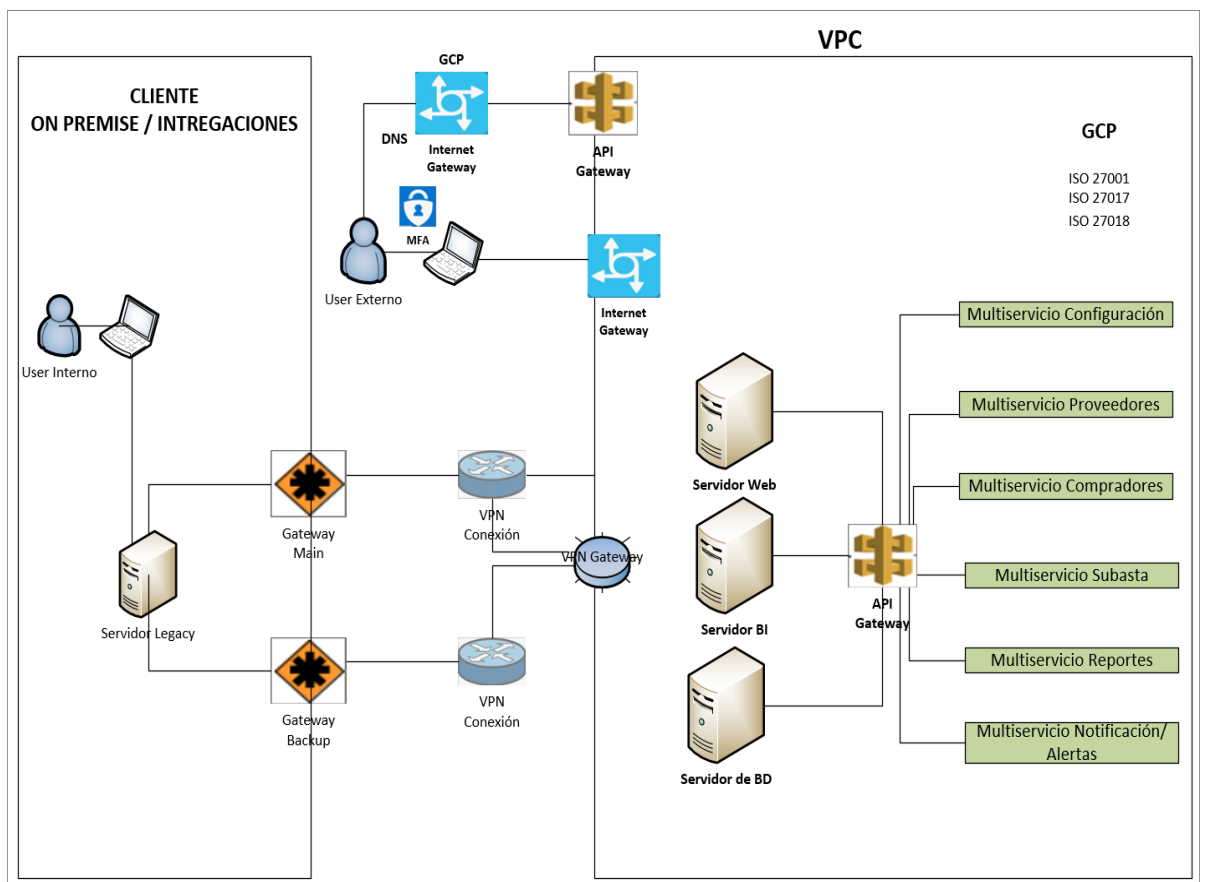 VPC
CLIENTE
ON PREMISE / INTREGACIONES
GCP
DNS
Internet
Gateway
API
Gateway
GCP
ISO 27001
ISO 27017
ISO 27018
MFA
User Externo
Internet
Gateway
User Interno
Multiservicio Configuración
Multiservicio Proveedores
Servidor Web
Multiservicio Compradores
Gateway
Main
VPN
Conexión
VPN Gateway
Multiservicio Subasta
API
Gateway
Servidor BI
Servidor Legacy
Multiservicio Reportes
Gateway
Backup
VPN
Conexión
Multiservicio Notificación/
Alertas
Servidor de BD